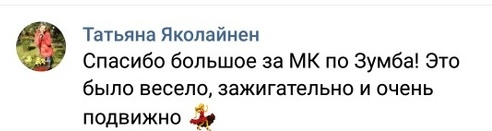 Татьяна Яколайнен
Спасибо большое за МК по Зумба! Это
было весело, зажигательно и очень
подвижно 💃